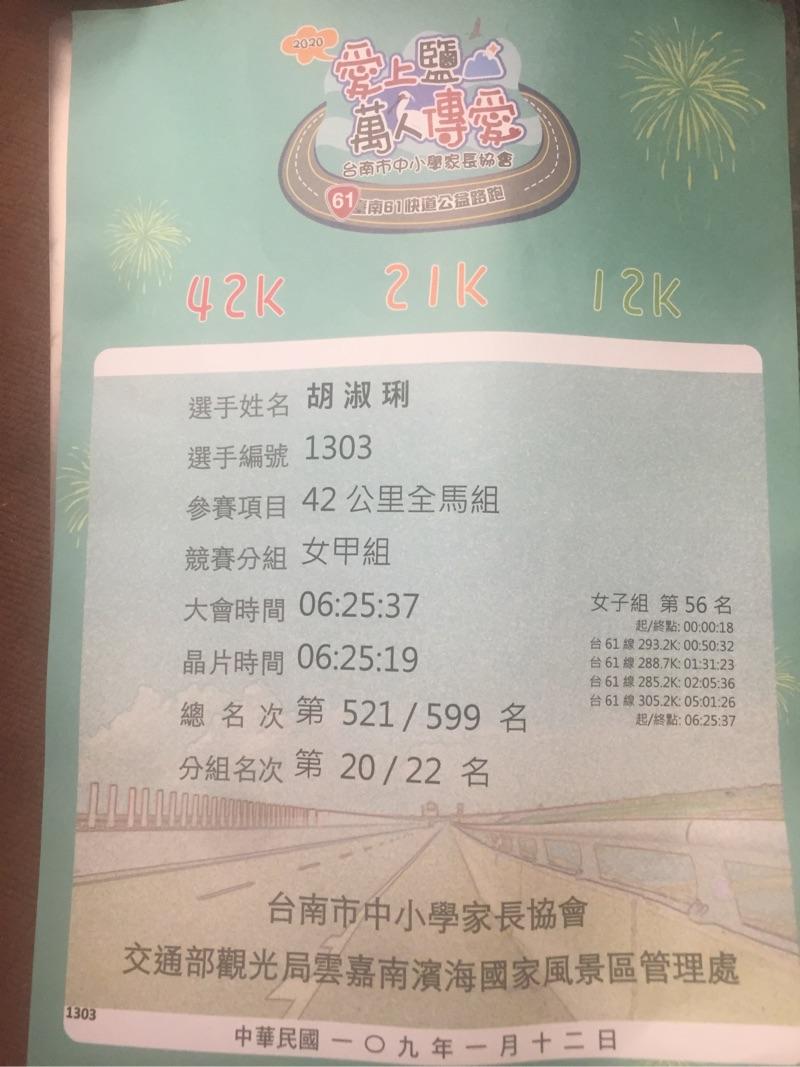 2020
愛上鹽
萬人傳愛
台南市中小學家長協會
61 臺南61快道公益路跑
42K 21K 12K
選手姓名 胡淑琍
選手編號 1303
參賽項目 42 公里全馬組
競賽分組 女甲組
大會時間 06:25:37
晶片時間 06:25:19
總名次 第 521 / 599 名
分組名次 第 20 / 22 名
女子組 第 56 名
起/終點: 00:00:18
台 61 線 293.2K: 00:50:32
台 61 線 288.7K: 01:31:23
台 61 線 285.2K: 02:05:36
台 61 線 305.2K: 05:01:26
起/終點: 06:25:37
台南市中小學家長協會
交通部觀光局雲嘉南濱海國家風景區管理處
1303
中華民國 一〇九年一月十二日